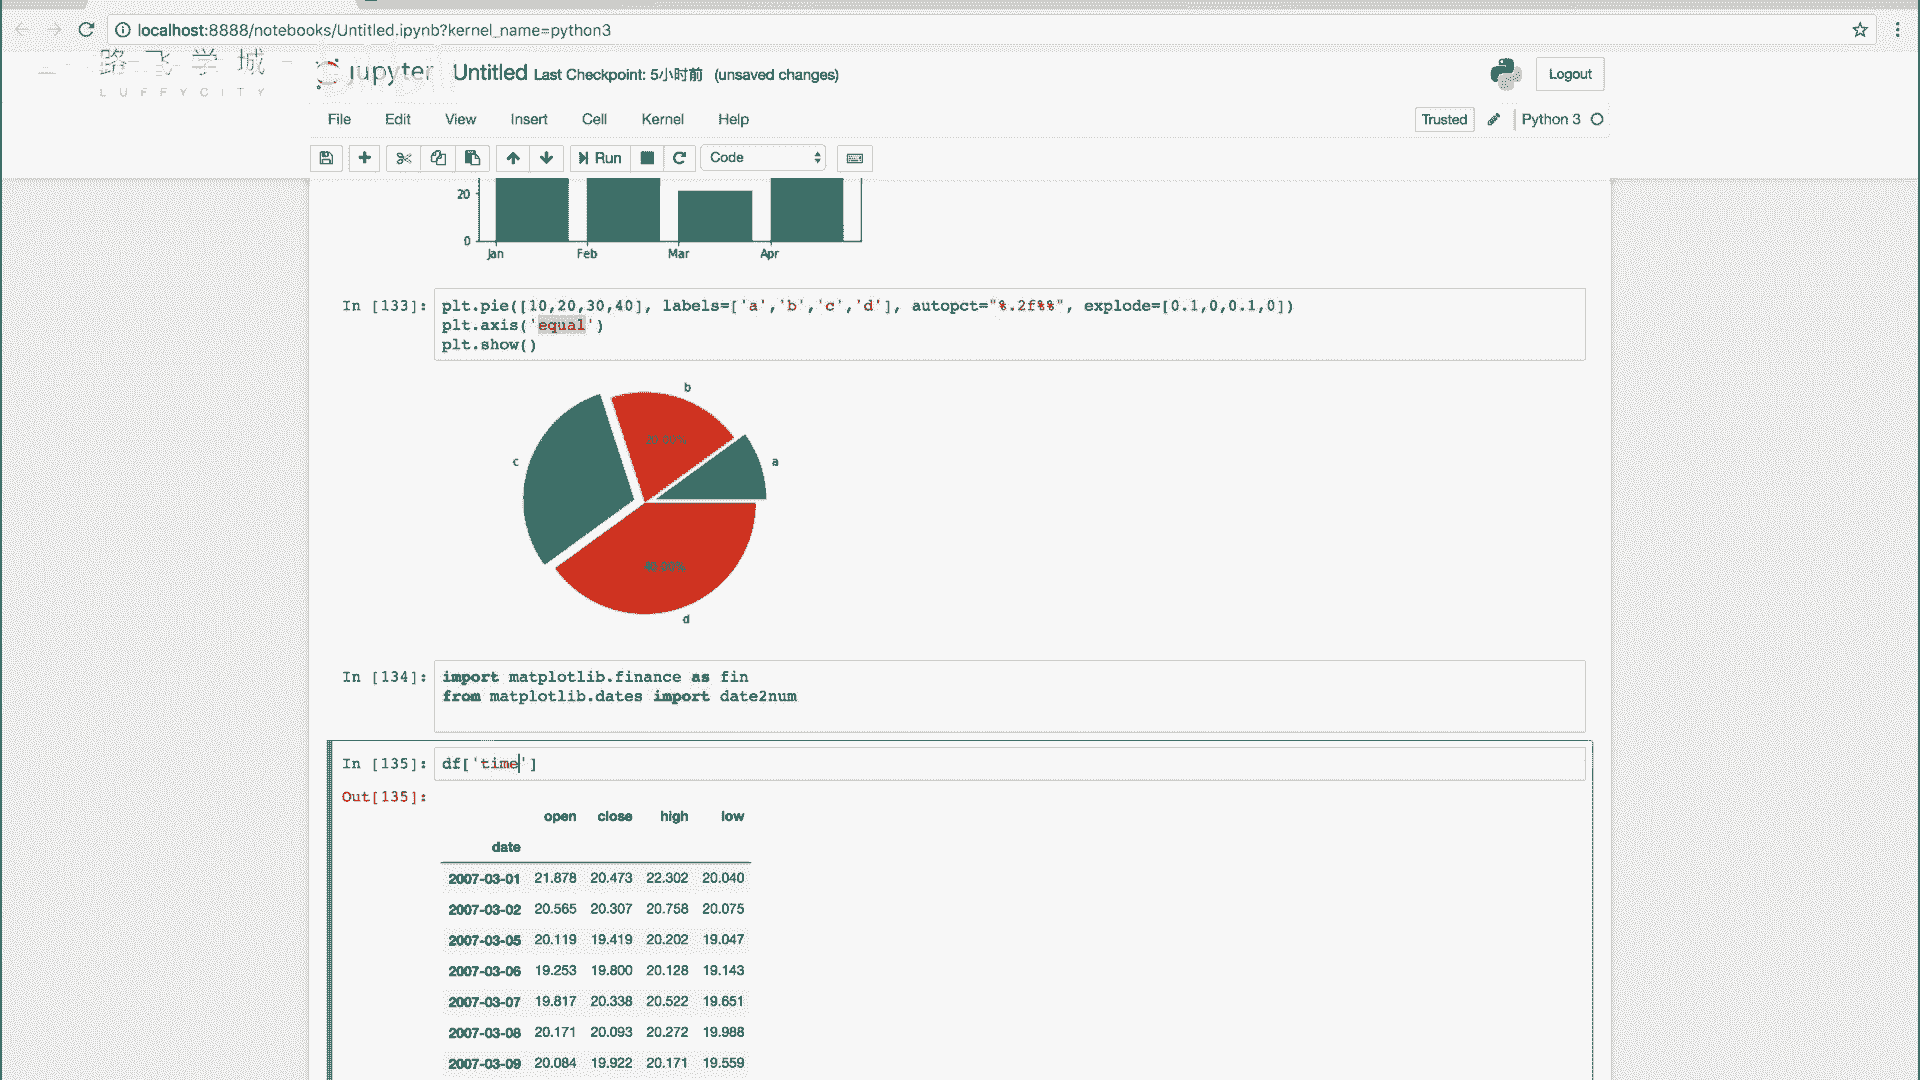 localhost:8888/notebooks/Untitled.ipynb?kernel_name=python3
路飞学城
LUFFYCITY
jupyter Untitled Last Checkpoint: 5小时前 (unsaved changes)
Logout
File Edit View Insert Cell Kernel Help
Trusted Python 3
Run Code
20
0
Jan Feb Mar Apr
In [133]: plt.pie([10,20,30,40], labels=['a','b','c','d'], autopct="%.2f%%", explode=[0.1,0,0.1,0])
plt.axis('equal')
plt.show()
b
c
a
d
In [134]: import matplotlib.finance as fin
from matplotlib.dates import date2num
In [135]: df['time']
Out[135]:
open close high low
date
2007-03-01 21.878 20.473 22.302 20.040
2007-03-02 20.565 20.307 20.758 20.075
2007-03-05 20.119 19.419 20.202 19.047
2007-03-06 19.253 19.800 20.128 19.143
2007-03-07 19.817 20.338 20.522 19.651
2007-03-08 20.171 20.093 20.272 19.988
2007-03-09 20.084 19.922 20.171 19.559